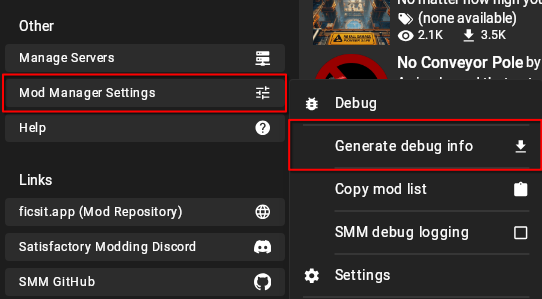 Other
Manage Servers
Mod Manager Settings
Help
Links
ficsit.app (Mod Repository)
Satisfactory Modding Discord
SMM GitHub
No matter how high you
(none available)
2.1K 3.5K
No Conveyor Pole by
Debug
Generate debug info
Copy mod list
SMM debug logging
Settings